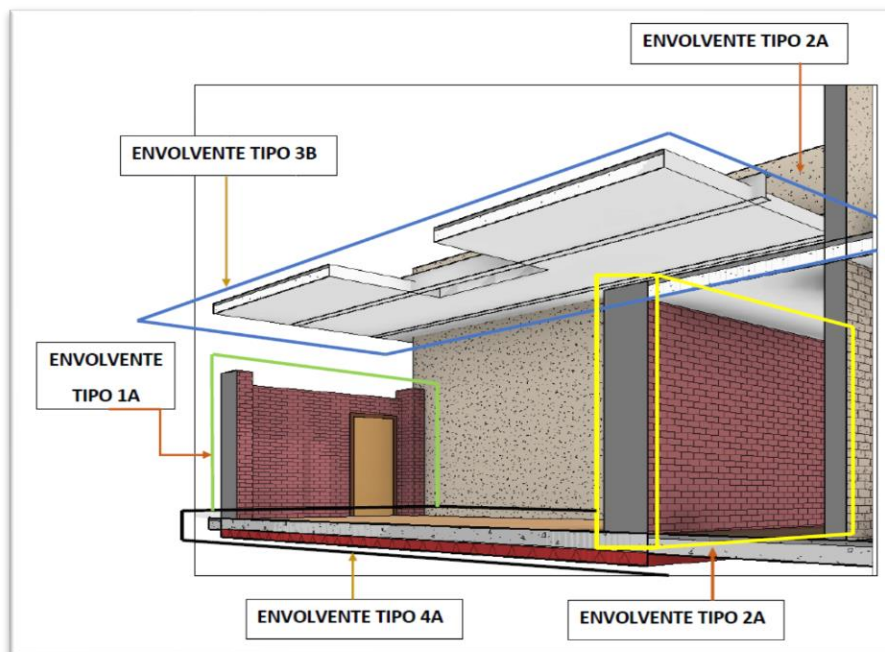 ENVOLVENTE TIPO 2A
ENVOLVENTE TIPO 3B
ENVOLVENTE
TIPO 1A
ENVOLVENTE TIPO 4A
ENVOLVENTE TIPO 2A